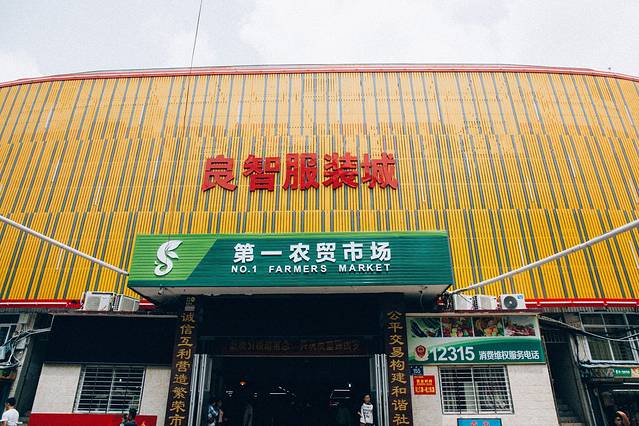 良智服装城
第一农贸市场
NO.1 FARMERS MARKET
诚信互利营造繁荣市
公平交易构建和谐社
12315 消费维权服务电话
155